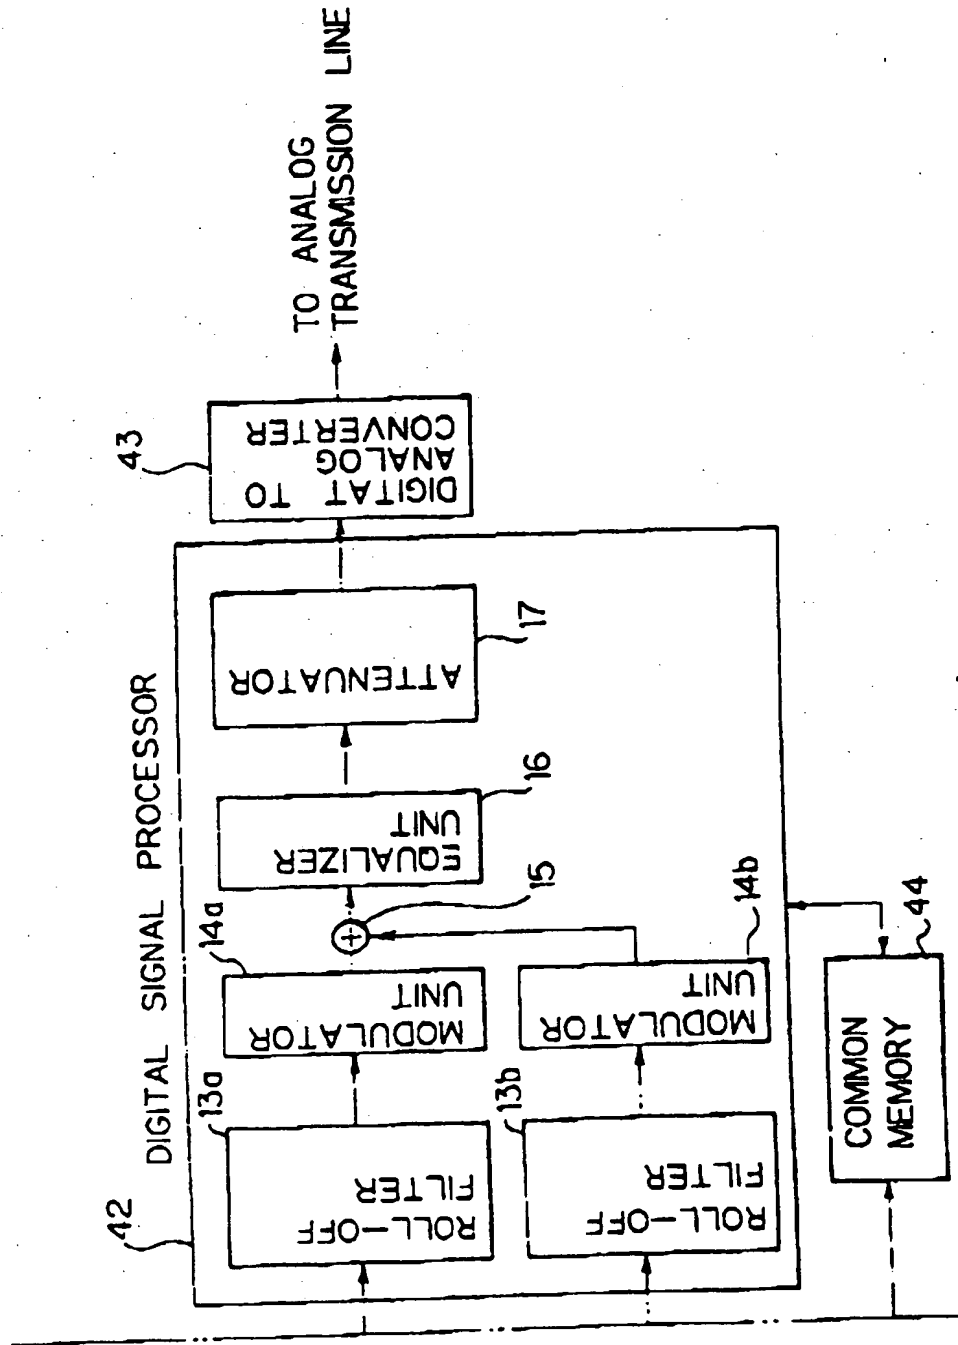 DIGITAL SIGNAL PROCESSOR
42
13a
ROLL-OFF
FILTER
14a
MODULATOR
UNIT
15
EQUALIZER
UNIT
16
ATTENUATOR
17
43
DIGITAT TO
ANALOG
CONVERTER
TO ANALOG
TRANSMISSION LINE
13b
ROLL-OFF
FILTER
14b
MODULATOR
UNIT
COMMON
MEMORY
44